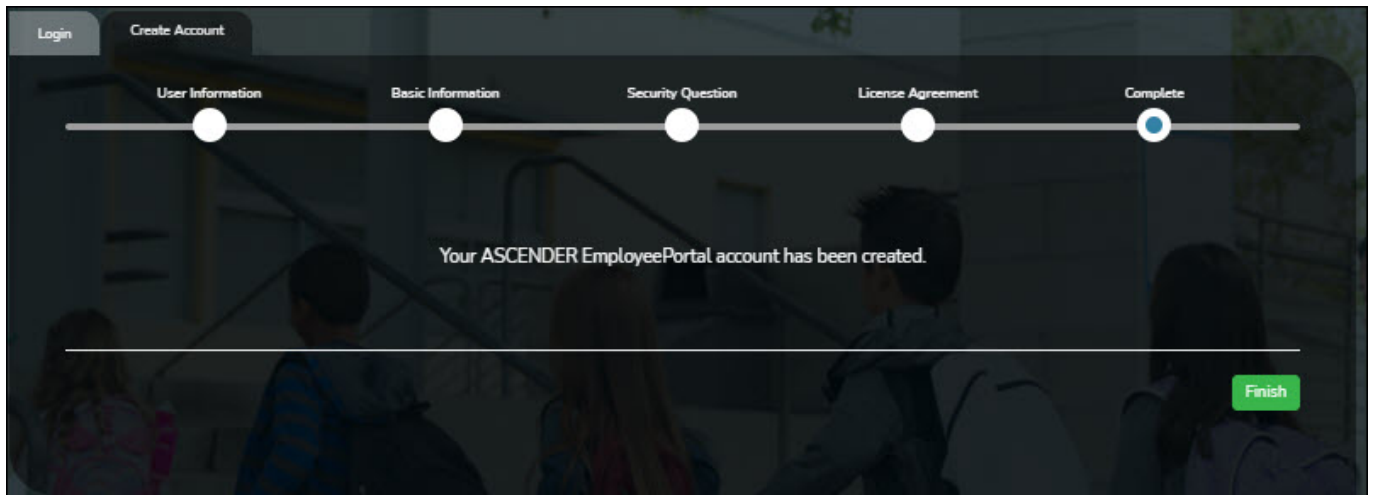 Login
Create Account
User Information
Basic Information
Security Question
License Agreement
Complete
Your ASCENDER EmployeePortal account has been created.
Finish